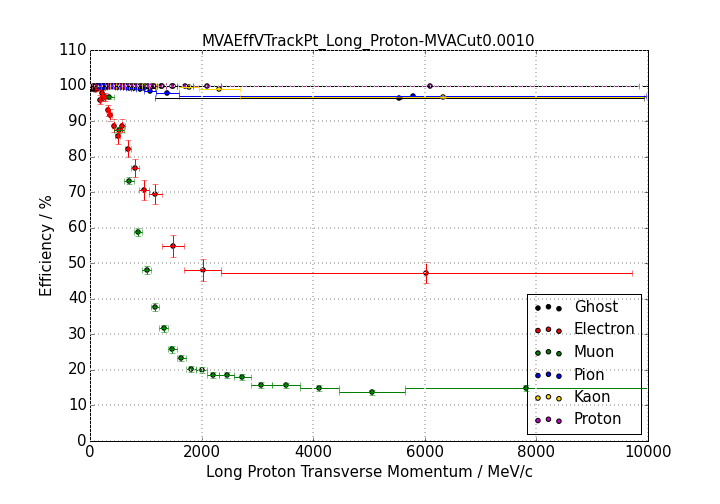 MVAEffVTrackPt_Long_Proton-MVACut0.0010
110
100
90
80
70
60
50
40
30
20
10
0
Efficiency / %
0 2000 4000 6000 8000 10000
Long Proton Transverse Momentum / MeV/c
Ghost
Electron
Muon
Pion
Kaon
Proton